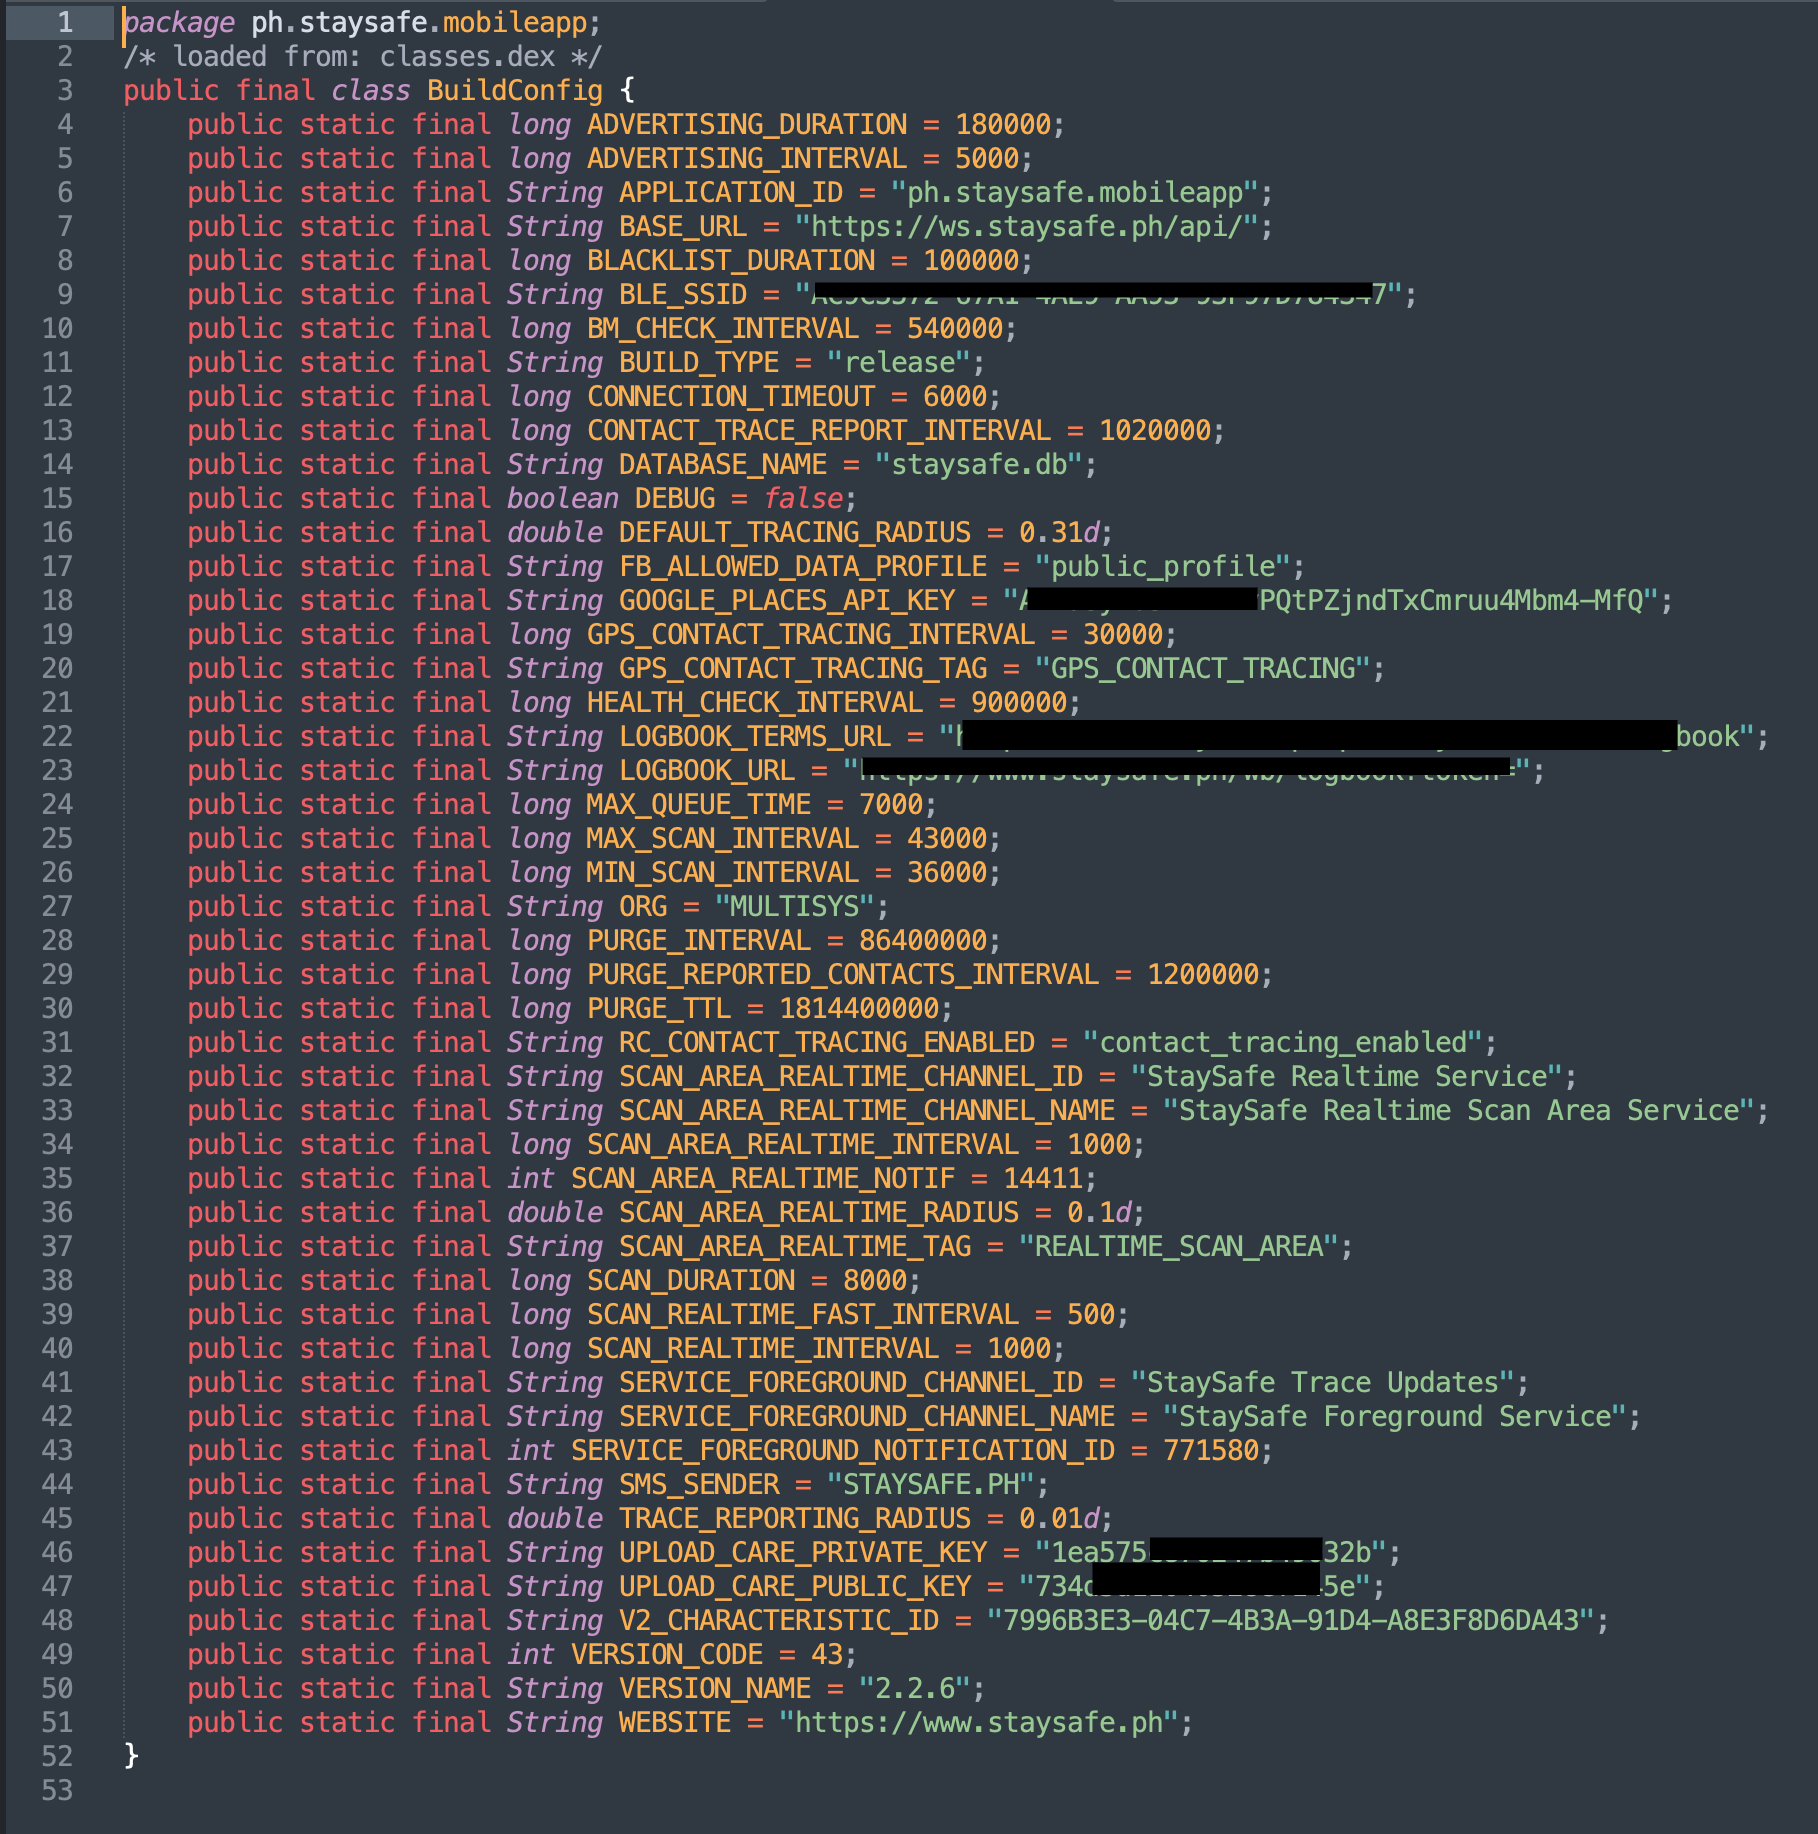 1 package ph.staysafe.mobileapp;
2 /* loaded from: classes.dex */
3 public final class BuildConfig {
4 public static final long ADVERTISING_DURATION = 180000;
5 public static final long ADVERTISING_INTERVAL = 5000;
6 public static final String APPLICATION_ID = "ph.staysafe.mobileapp";
7 public static final String BASE_URL = "https://ws.staysafe.ph/api/";
8 public static final long BLACKLIST_DURATION = 100000;
9 public static final String BLE_SSID = " 7";
10 public static final long BM_CHECK_INTERVAL = 540000;
11 public static final String BUILD_TYPE = "release";
12 public static final long CONNECTION_TIMEOUT = 6000;
13 public static final long CONTACT_TRACE_REPORT_INTERVAL = 1020000;
14 public static final String DATABASE_NAME = "staysafe.db";
15 public static final boolean DEBUG = false;
16 public static final double DEFAULT_TRACING_RADIUS = 0.31d;
17 public static final String FB_ALLOWED_DATA_PROFILE = "public_profile";
18 public static final String GOOGLE_PLACES_API_KEY = "A PQtPZjndTxCmruu4Mbm4-MfQ";
19 public static final long GPS_CONTACT_TRACING_INTERVAL = 30000;
20 public static final String GPS_CONTACT_TRACING_TAG = "GPS_CONTACT_TRACING";
21 public static final long HEALTH_CHECK_INTERVAL = 900000;
22 public static final String LOGBOOK_TERMS_URL = "h book";
23 public static final String LOGBOOK_URL = " ";
24 public static final long MAX_QUEUE_TIME = 7000;
25 public static final long MAX_SCAN_INTERVAL = 43000;
26 public static final long MIN_SCAN_INTERVAL = 36000;
27 public static final String ORG = "MULTISYS";
28 public static final long PURGE_INTERVAL = 86400000;
29 public static final long PURGE_REPORTED_CONTACTS_INTERVAL = 1200000;
30 public static final long PURGE_TTL = 1814400000;
31 public static final String RC_CONTACT_TRACING_ENABLED = "contact_tracing_enabled";
32 public static final String SCAN_AREA_REALTIME_CHANNEL_ID = "StaySafe Realtime Service";
33 public static final String SCAN_AREA_REALTIME_CHANNEL_NAME = "StaySafe Realtime Scan Area Service";
34 public static final long SCAN_AREA_REALTIME_INTERVAL = 1000;
35 public static final int SCAN_AREA_REALTIME_NOTIF = 14411;
36 public static final double SCAN_AREA_REALTIME_RADIUS = 0.1d;
37 public static final String SCAN_AREA_REALTIME_TAG = "REALTIME_SCAN_AREA";
38 public static final long SCAN_DURATION = 8000;
39 public static final long SCAN_REALTIME_FAST_INTERVAL = 500;
40 public static final long SCAN_REALTIME_INTERVAL = 1000;
41 public static final String SERVICE_FOREGROUND_CHANNEL_ID = "StaySafe Trace Updates";
42 public static final String SERVICE_FOREGROUND_CHANNEL_NAME = "StaySafe Foreground Service";
43 public static final int SERVICE_FOREGROUND_NOTIFICATION_ID = 771580;
44 public static final String SMS_SENDER = "STAYSAFE.PH";
45 public static final double TRACE_REPORTING_RADIUS = 0.01d;
46 public static final String UPLOAD_CARE_PRIVATE_KEY = "1ea575 32b";
47 public static final String UPLOAD_CARE_PUBLIC_KEY = "734 5e";
48 public static final String V2_CHARACTERISTIC_ID = "7996B3E3-04C7-4B3A-91D4-A8E3F8D6DA43";
49 public static final int VERSION_CODE = 43;
50 public static final String VERSION_NAME = "2.2.6";
51 public static final String WEBSITE = "https://www.staysafe.ph";
52 }
53